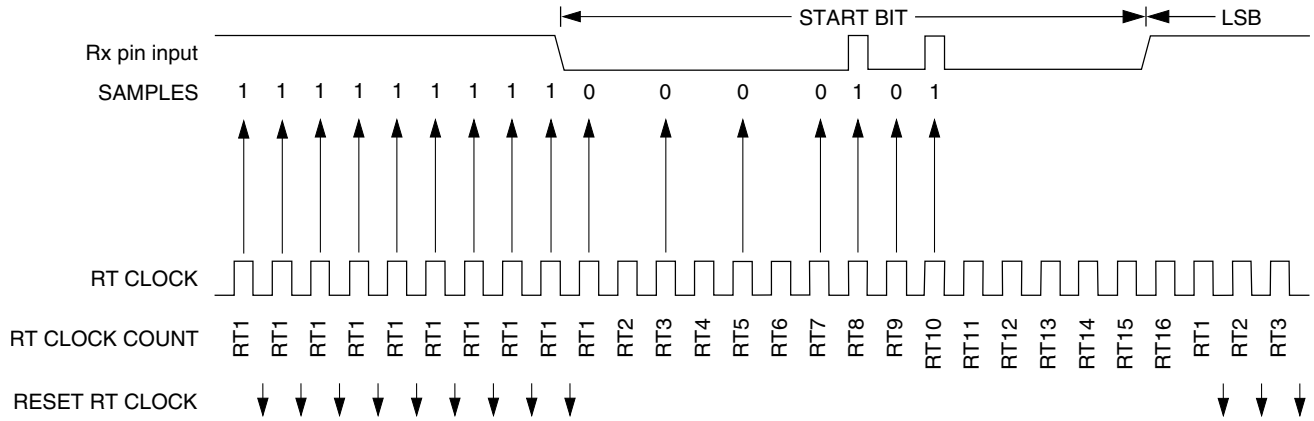 START BIT LSB
Rx pin input
SAMPLES 1 1 1 1 1 1 1 1 1 0 0 0 0 1 0 1
RT CLOCK
RT CLOCK COUNT RT1 RT1 RT1 RT1 RT1 RT1 RT1 RT1 RT1 RT1 RT2 RT3 RT4 RT5 RT6 RT7 RT8 RT9 RT10 RT11 RT12 RT13 RT14 RT15 RT16 RT1 RT2 RT3
RESET RT CLOCK